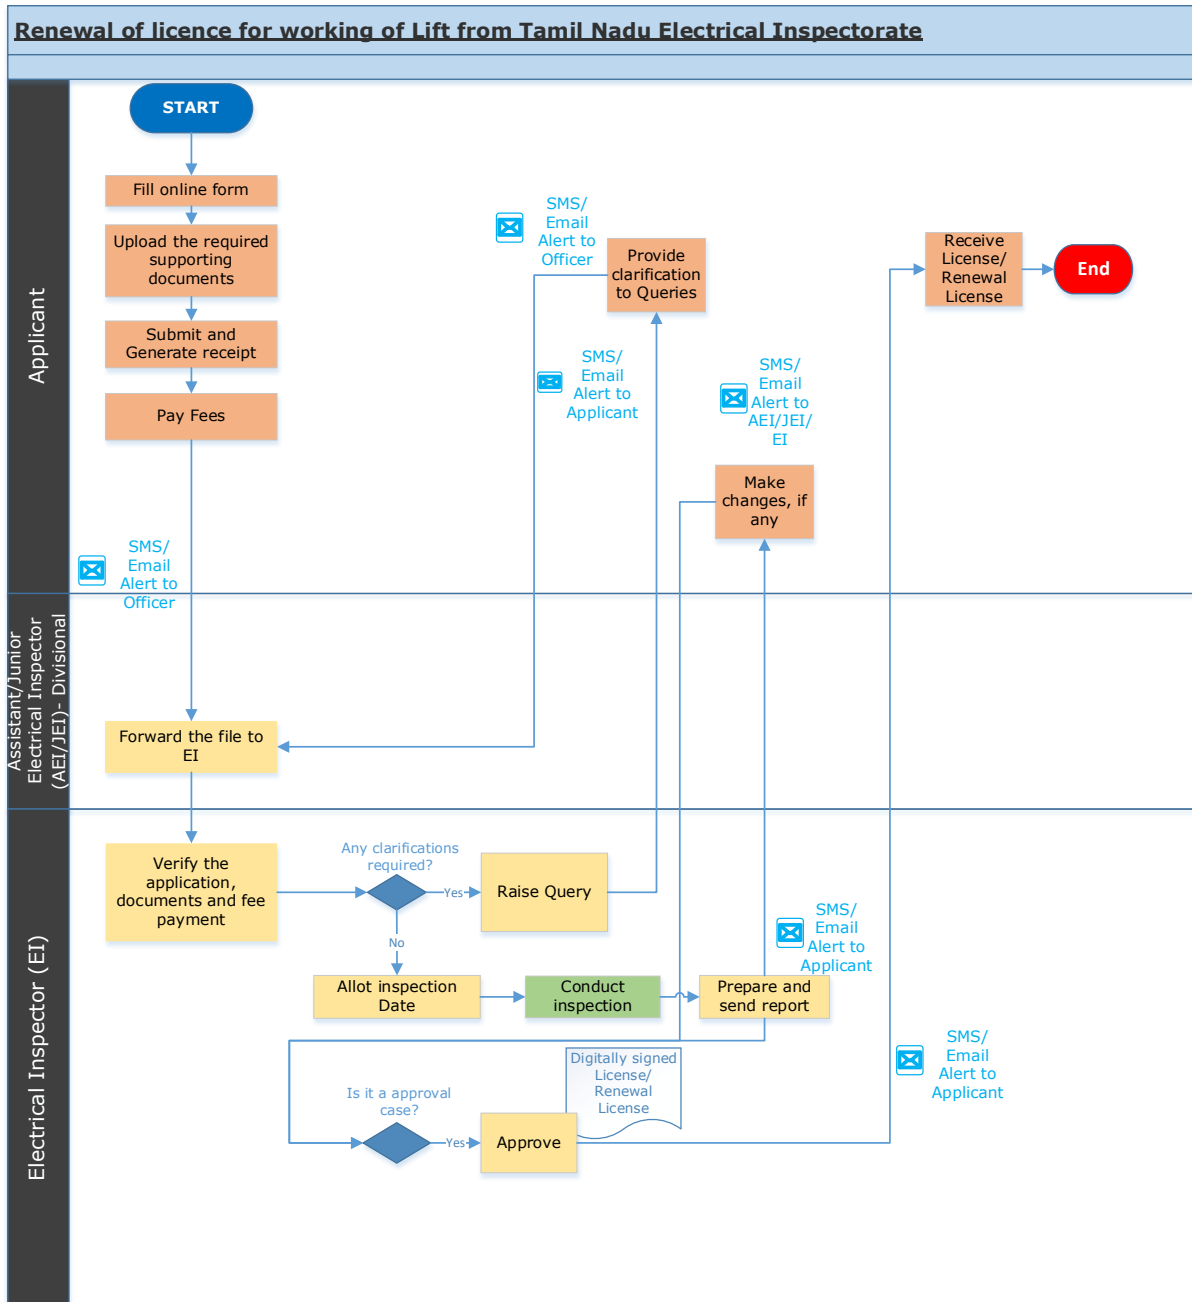 Renewal of licence for working of Lift from Tamil Nadu Electrical Inspectorate
Applicant
START
Fill online form
Upload the required
supporting
documents
Submit and
Generate receipt
Pay Fees
SMS/
Email
Alert to
Officer
SMS/
Email
Alert to
Officer
Provide
clarification
to Queries
SMS/
Email
Alert to
Applicant
SMS/
Email
Alert to
AEI/JEI/
EI
Make
changes, if
any
Receive
License/
Renewal
License
End
Assistant/Junior
Electrical Inspector
(AEI/JEI)- Divisional
Forward the file to
EI
Electrical Inspector (EI)
Verify the
application,
documents and fee
payment
Any clarifications
required?
Yes
Raise Query
No
Allot inspection
Date
Conduct
inspection
Prepare and
send report
SMS/
Email
Alert to
Applicant
Is it a approval
case?
Yes
Approve
Digitally signed
License/
Renewal
License
SMS/
Email
Alert to
Applicant